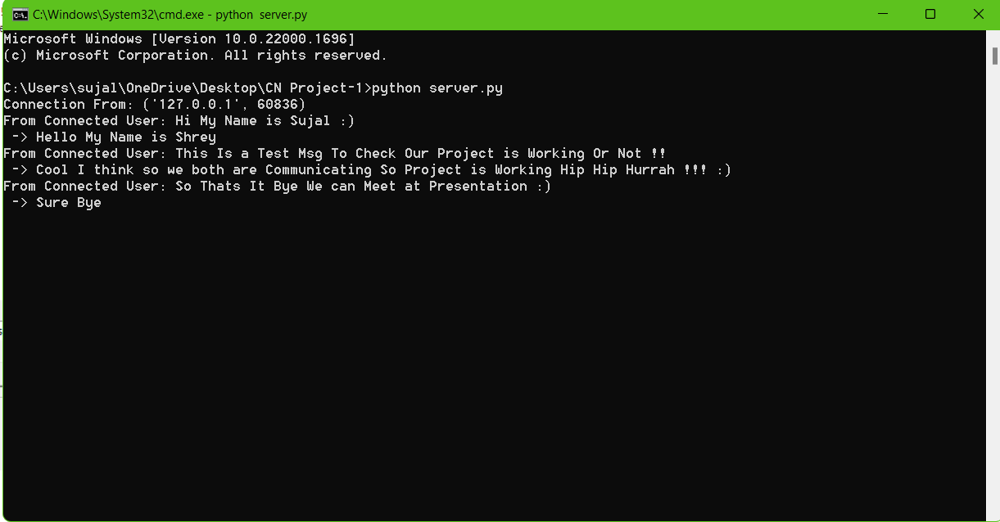 C:\Windows\System32\cmd.exe - python  server.py
Microsoft Windows [Version 10.0.22000.1696]
(c) Microsoft Corporation. All rights reserved.
C:\Users\sujal\OneDrive\Desktop\CN Project-1>python server.py
Connection From: ('127.0.0.1', 60836)
From Connected User: Hi My Name is Sujal :)
 -> Hello My Name is Shrey
From Connected User: This Is a Test Msg To Check Our Project is Working Or Not !!
 -> Cool I think so we both are Communicating So Project is Working Hip Hip Hurrah !!! :)
From Connected User: So Thats It Bye We can Meet at Presentation :)
 -> Sure Bye